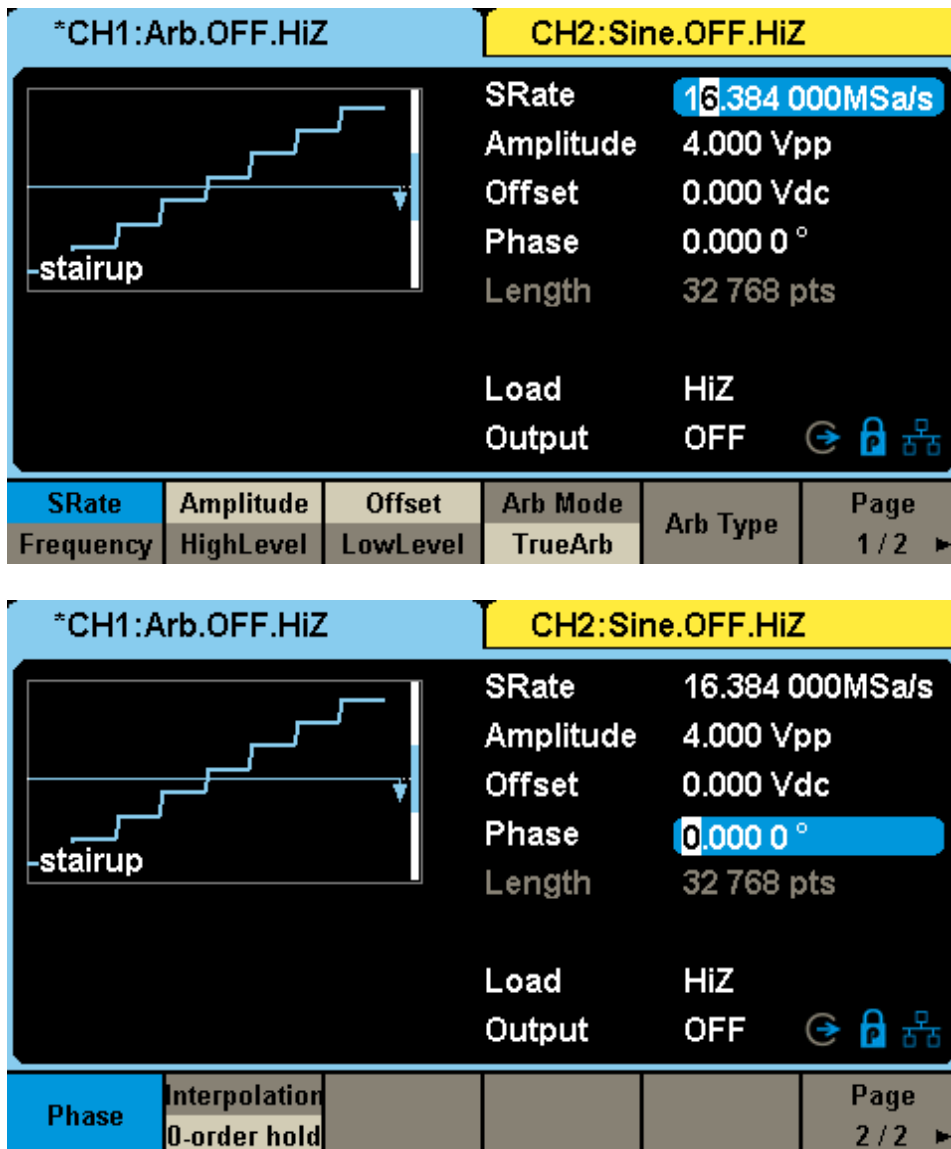 *CH1:Arb.OFF.HiZ CH2:Sine.OFF.HiZ
SRate 16.384 000MSa/s
Amplitude 4.000 Vpp
Offset 0.000 Vdc
Phase 0.000 0 °
stairup
Length 32 768 pts
Load HiZ
Output OFF P
SRate Amplitude Offset Arb Mode Arb Type Page
Frequency HighLevel LowLevel TrueArb 1 / 2
*CH1:Arb.OFF.HiZ CH2:Sine.OFF.HiZ
SRate 16.384 000MSa/s
Amplitude 4.000 Vpp
Offset 0.000 Vdc
Phase 0.000 0 °
stairup
Length 32 768 pts
Load HiZ
Output OFF P
Phase Interpolation Page
0-order hold 2 / 2